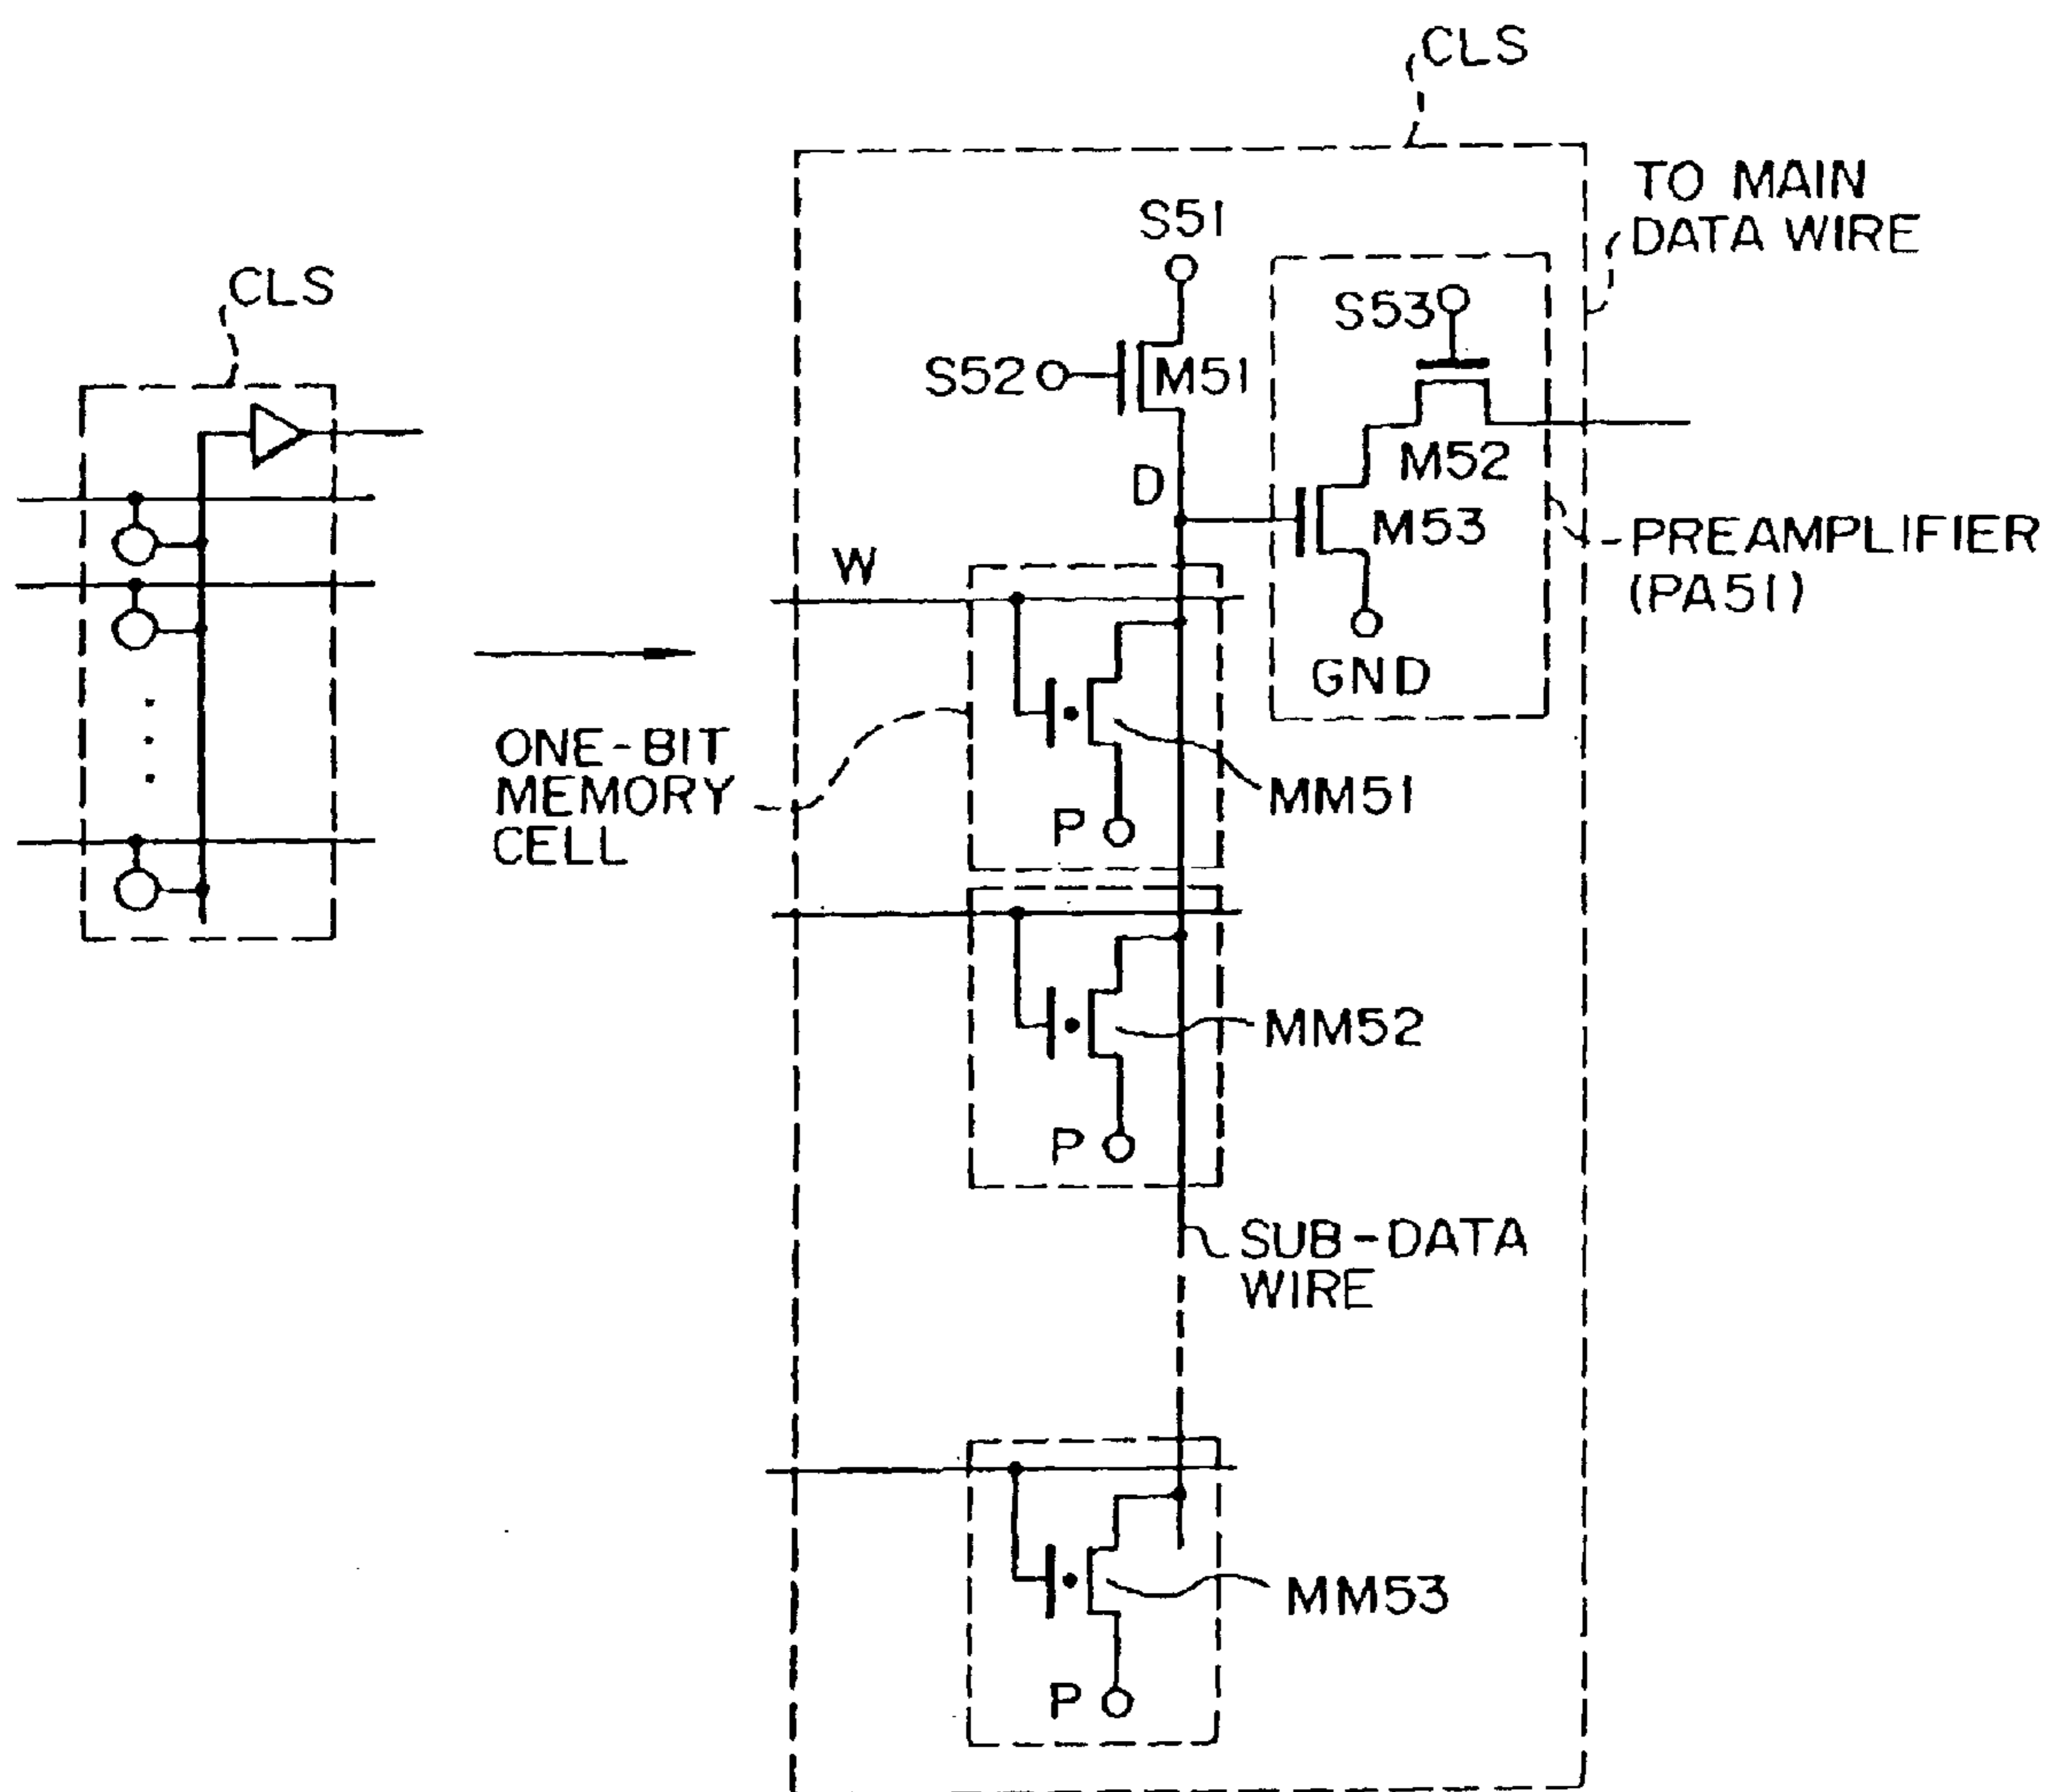 CLS
CLS
TO MAIN
DATA WIRE
S51
S53
S52
M51
M52
D
M53
PREAMPLIFIER
(PA51)
W
GND
ONE-BIT
MEMORY
CELL
MM51
P
MM52
P
SUB-DATA
WIRE
MM53
P